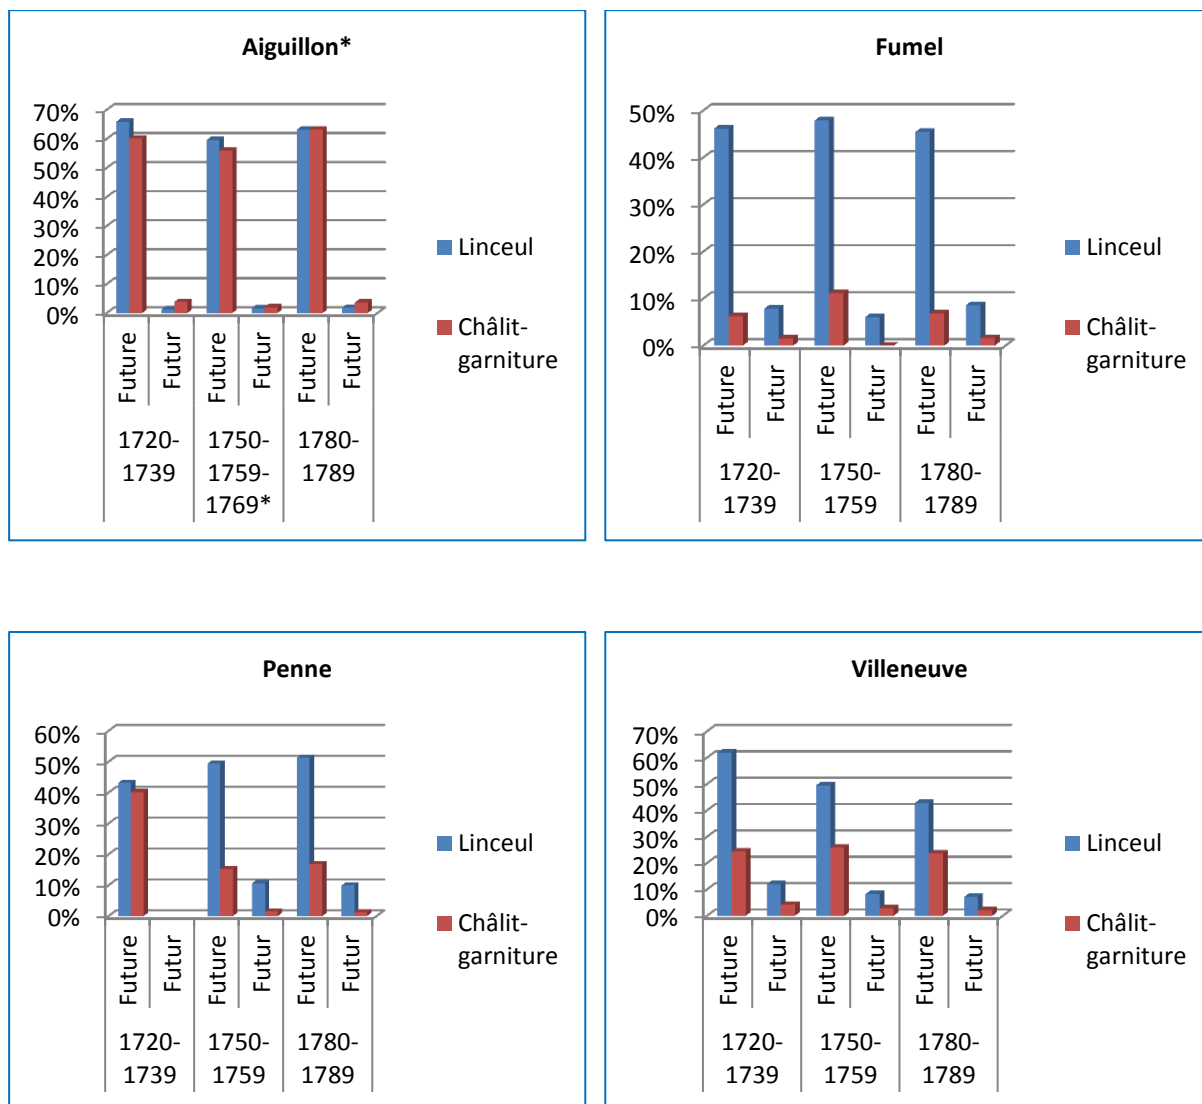 Aiguillon*
70%
60%
50%
40%
30%
20%
10%
0%
Future
Futur
Future
Futur
Future
Futur
1720-
1739
1750-
1759-
1769*
1780-
1789
Linceul
Châlit-
garniture
Fumel
50%
40%
30%
20%
10%
0%
Future
Futur
Future
Futur
Future
Futur
1720-
1739
1750-
1759
1780-
1789
Linceul
Châlit-
garniture
Penne
60%
50%
40%
30%
20%
10%
0%
Future
Futur
Future
Futur
Future
Futur
1720-
1739
1750-
1759
1780-
1789
Linceul
Châlit-
garniture
Villeneuve
70%
60%
50%
40%
30%
20%
10%
0%
Future
Futur
Future
Futur
Future
Futur
1720-
1739
1750-
1759
1780-
1789
Linceul
Châlit-
garniture